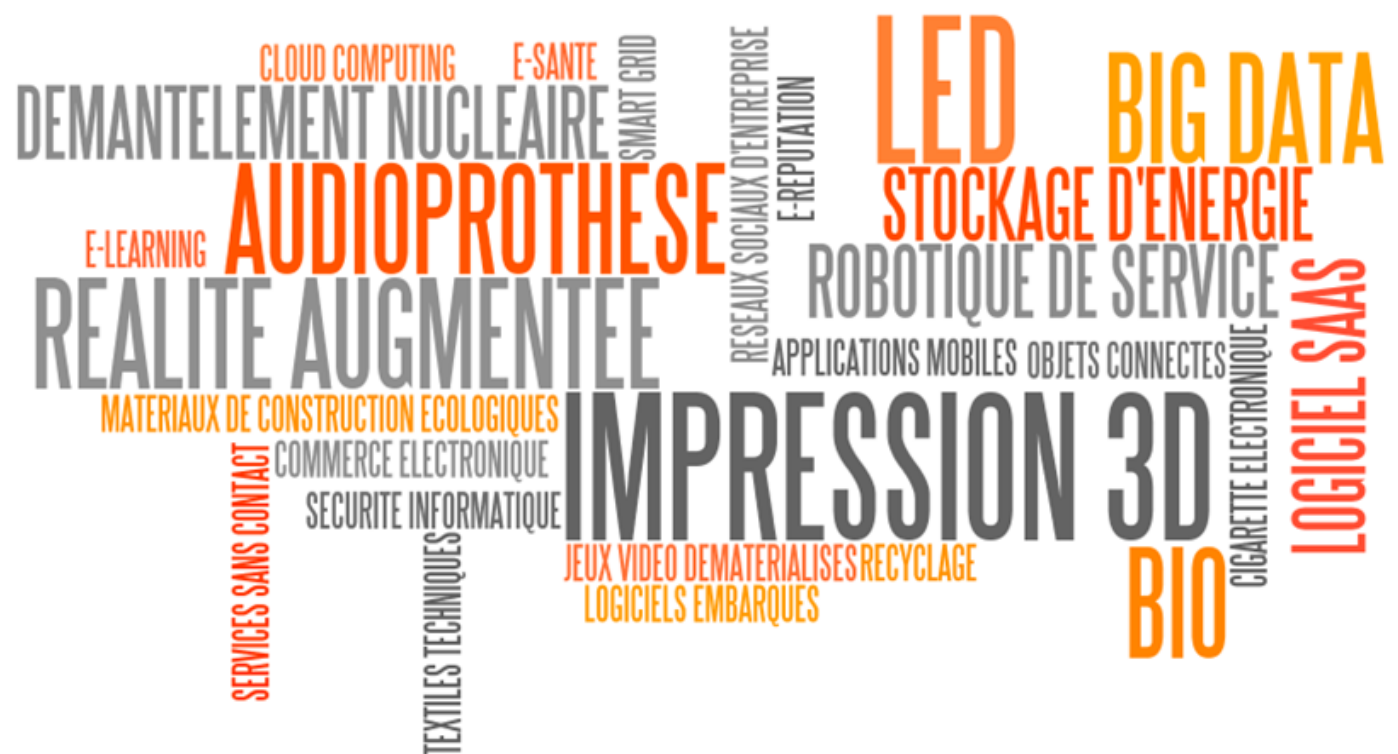 CLOUD COMPUTING
E-SANTE
SMART GRID
RESEAUX SOCIAUX D'ENTREPRISE
E-REPUTATION
LED
BIG DATA
DEMANTELEMENT NUCLEAIRE
AUDIOPROTHESE
STOCKAGE D'ENERGIE
E-LEARNING
ROBOTIQUE DE SERVICE
LOGICIEL SAAS
REALITE AUGMENTEE
APPLICATIONS MOBILES
OBJETS CONNECTES
CIGARETTE ELECTRONIQUE
MATERIAUX DE CONSTRUCTION ECOLOGIQUES
IMPRESSION 3D
SERVICES SANS CONTACT
COMMERCE ELECTRONIQUE
SECURITE INFORMATIQUE
TEXTILES TECHNIQUES
JEUX VIDEO DEMATERIALISES
RECYCLAGE
BIO
LOGICIELS EMBARQUES